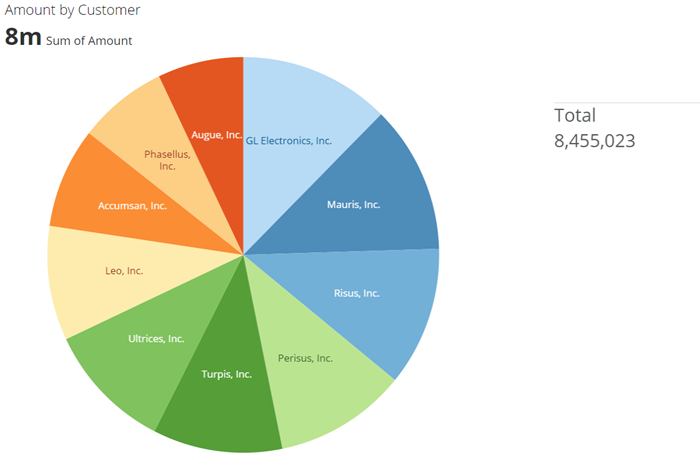 Amount by Customer
8m Sum of Amount
Augue, Inc.
GL Electronics, Inc.
Phasellus,
Inc.
Mauris, Inc.
Accumsan, Inc.
Leo, Inc.
Risus, Inc.
Ultrices, Inc.
Perisus, Inc.
Turpis, Inc.
Total
8,455,023